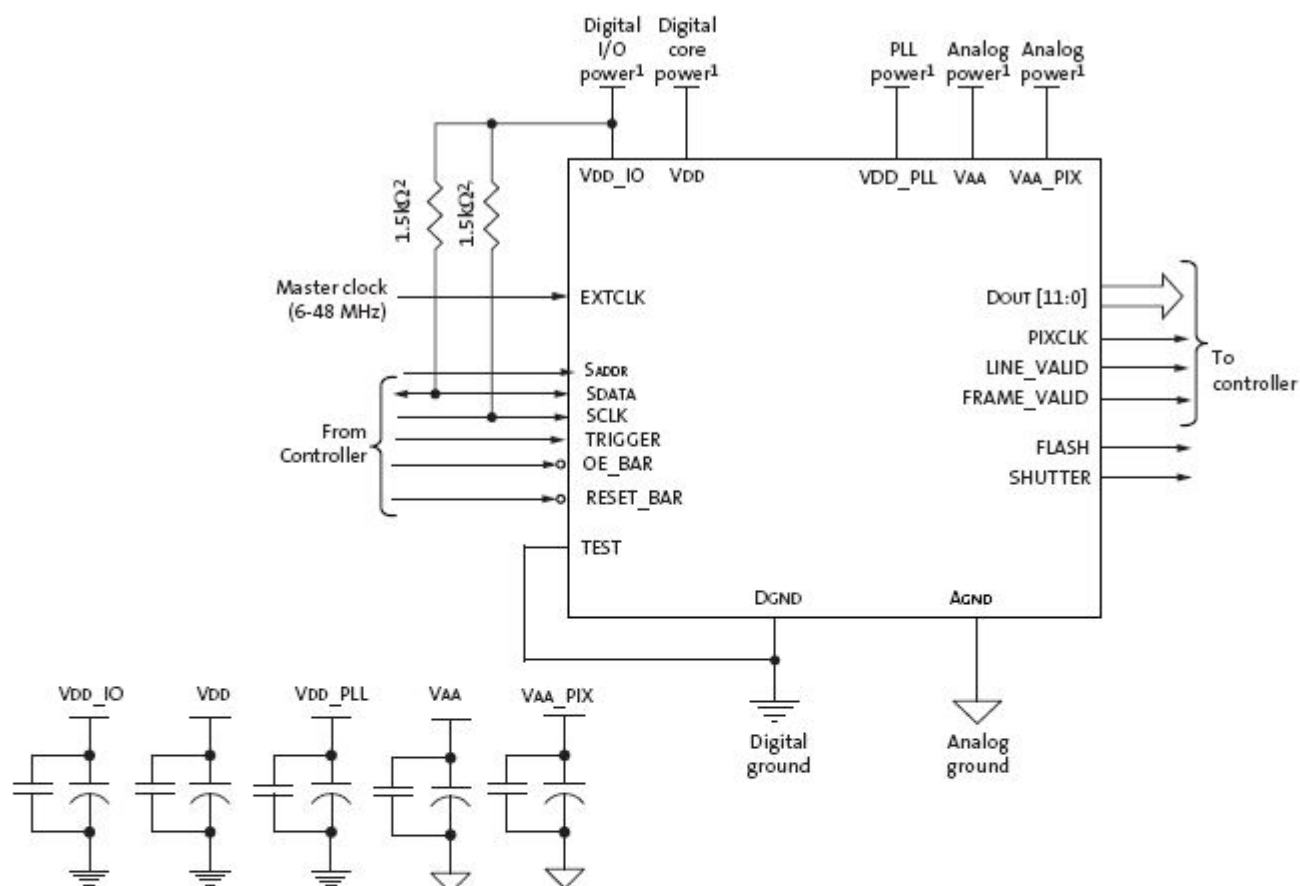 Digital
I/O
power¹
Digital
core
power¹
PLL
power¹
Analog
power¹
Analog
power¹
VDD_IO
VDD
VDD_PLL
VAA
VAA_PIX
1.5kΩ²
1.5kΩ²,
Master clock
(6-48 MHz)
EXTCLK
SADDR
SDATA
SCLK
TRIGGER
OE_BAR
RESET_BAR
TEST
From
Controller
DOUT [11:0]
PIXCLK
LINE_VALID
FRAME_VALID
FLASH
SHUTTER
To
controller
DGND
AGND
Digital
ground
Analog
ground
VDD_IO
VDD
VDD_PLL
VAA
VAA_PIX